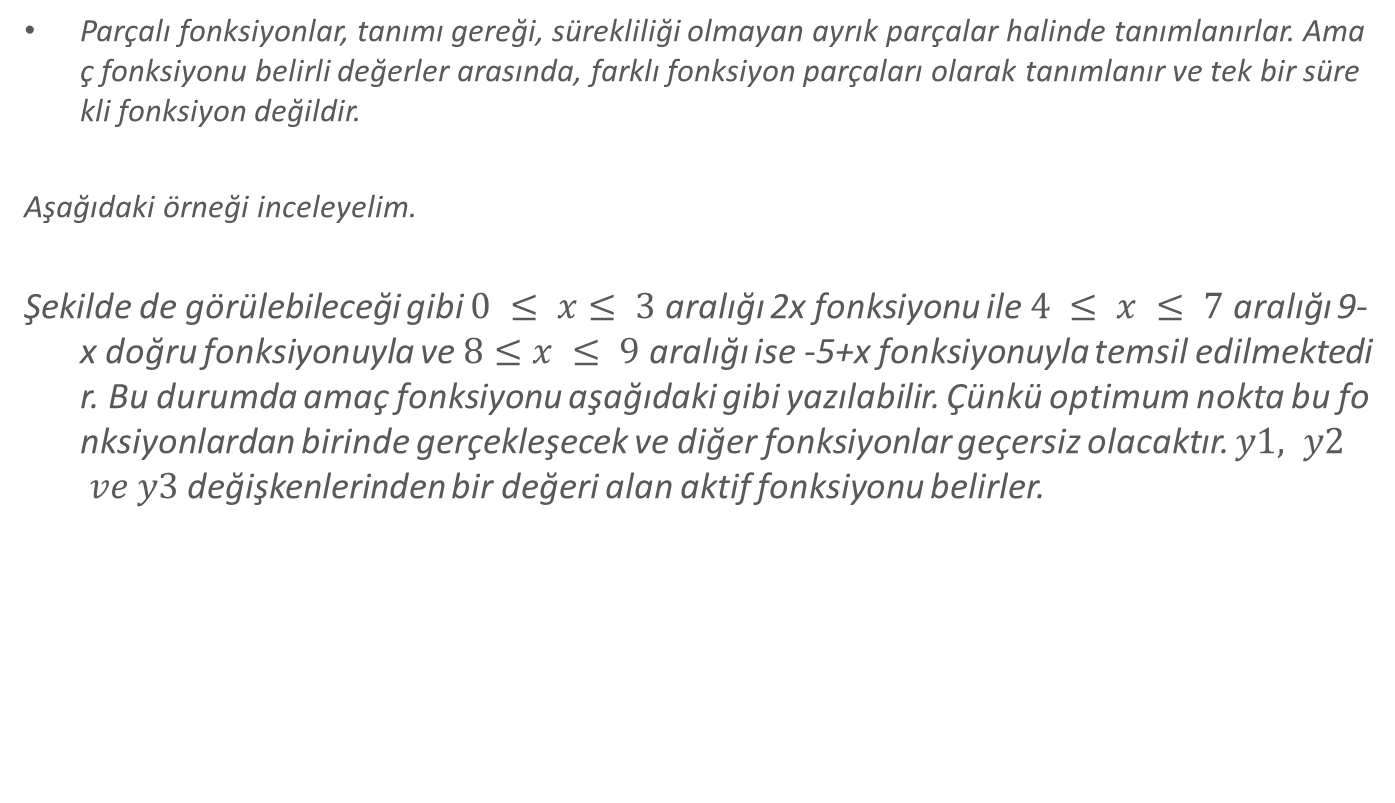 • Parçalı fonksiyonlar, tanımı gereği, sürekliliği olmayan ayrık parçalar halinde tanımlanırlar. Ama
ç fonksiyonu belirli değerler arasında, farklı fonksiyon parçaları olarak tanımlanır ve tek bir süre
kli fonksiyon değildir.
Aşağıdaki örneği inceleyelim.
Şekilde de görülebileceği gibi 0 ≤ x ≤ 3 aralığı 2x fonksiyonu ile 4 ≤ x ≤ 7 aralığı 9-
x doğru fonksiyonuyla ve 8 ≤ x ≤ 9 aralığı ise -5+x fonksiyonuyla temsil edilmektedi
r. Bu durumda amaç fonksiyonu aşağıdaki gibi yazılabilir. Çünkü optimum nokta bu fo
nksiyonlardan birinde gerçekleşecek ve diğer fonksiyonlar geçersiz olacaktır. y1, y2
ve y3 değişkenlerinden bir değeri alan aktif fonksiyonu belirler.